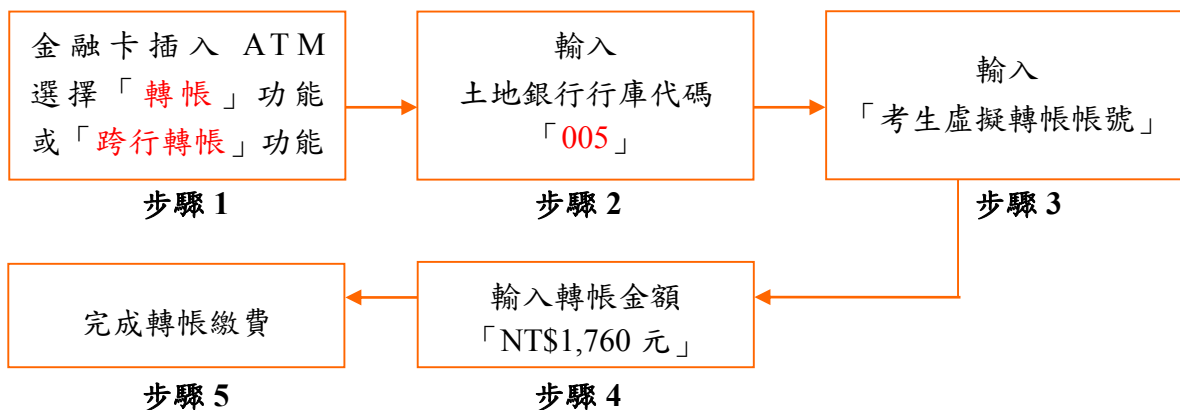 金融卡插入 ATM
選擇「轉帳」功能
或「跨行轉帳」功能
步驟 1
輸入
土地銀行行庫代碼
「005」
步驟 2
輸入
「考生虛擬轉帳帳號」
步驟 3
輸入轉帳金額
「NT$1,760 元」
步驟 4
完成轉帳繳費
步驟 5